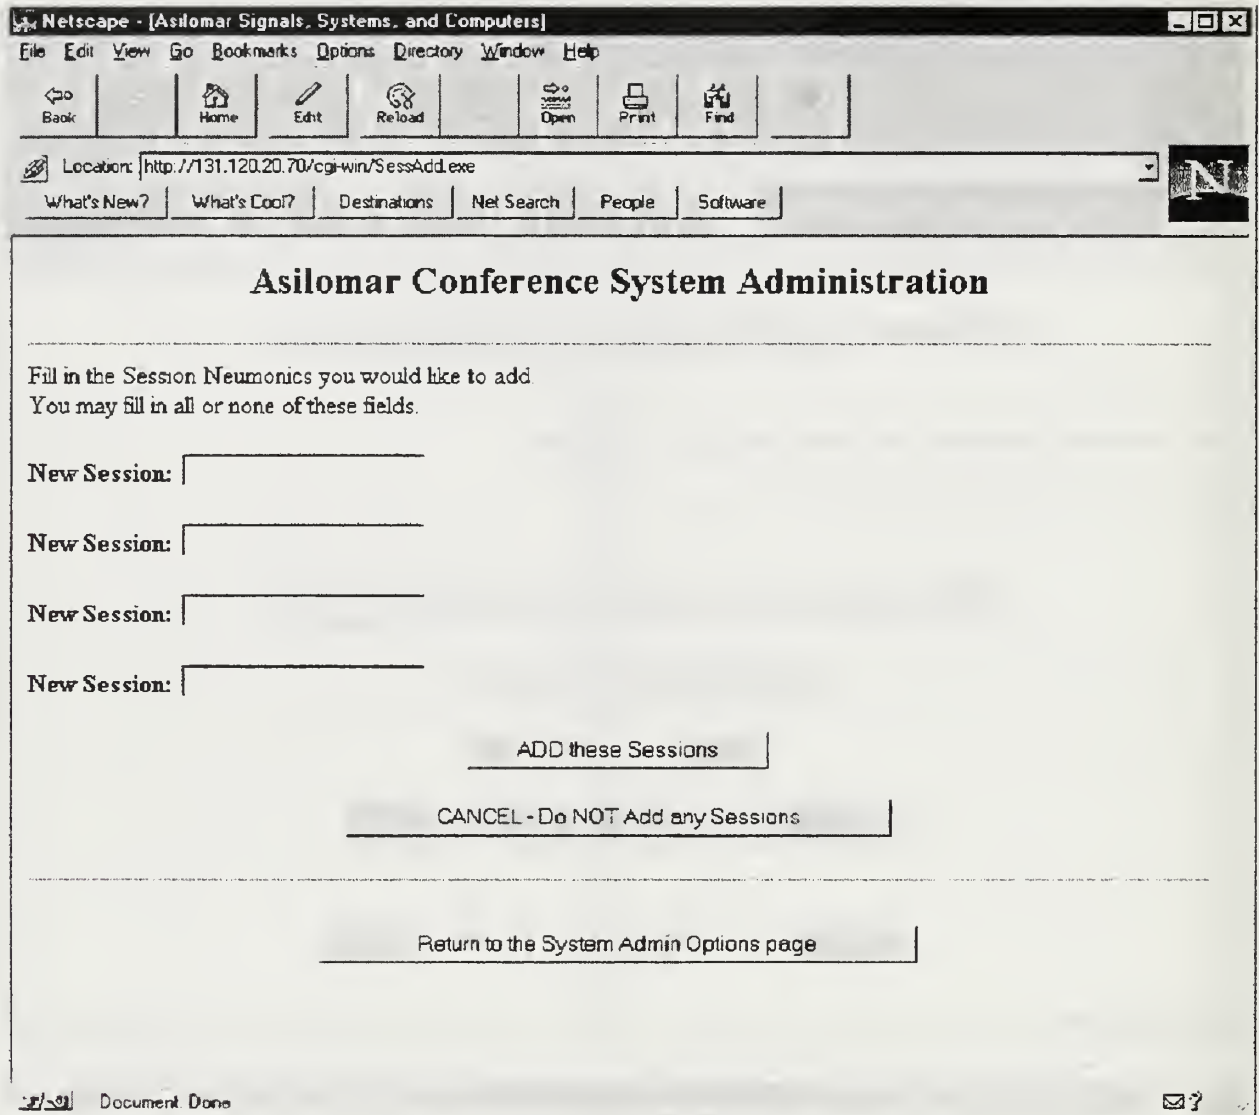 Netscape - [Asilomar Signals, Systems, and Computers]
File Edit View Go Bookmarks Options Directory Window Help
Back Home Edit Reload Open Print Find
Location: http://131.120.20.70/cgi-win/SessAdd.exe
What's New? What's Cool? Destinations Net Search People Software
N
Asilomar Conference System Administration
Fill in the Session Neumonics you would like to add.
You may fill in all or none of these fields.
New Session:
New Session:
New Session:
New Session:
ADD these Sessions
CANCEL - Do NOT Add any Sessions
Return to the System Admin Options page
Document: Done